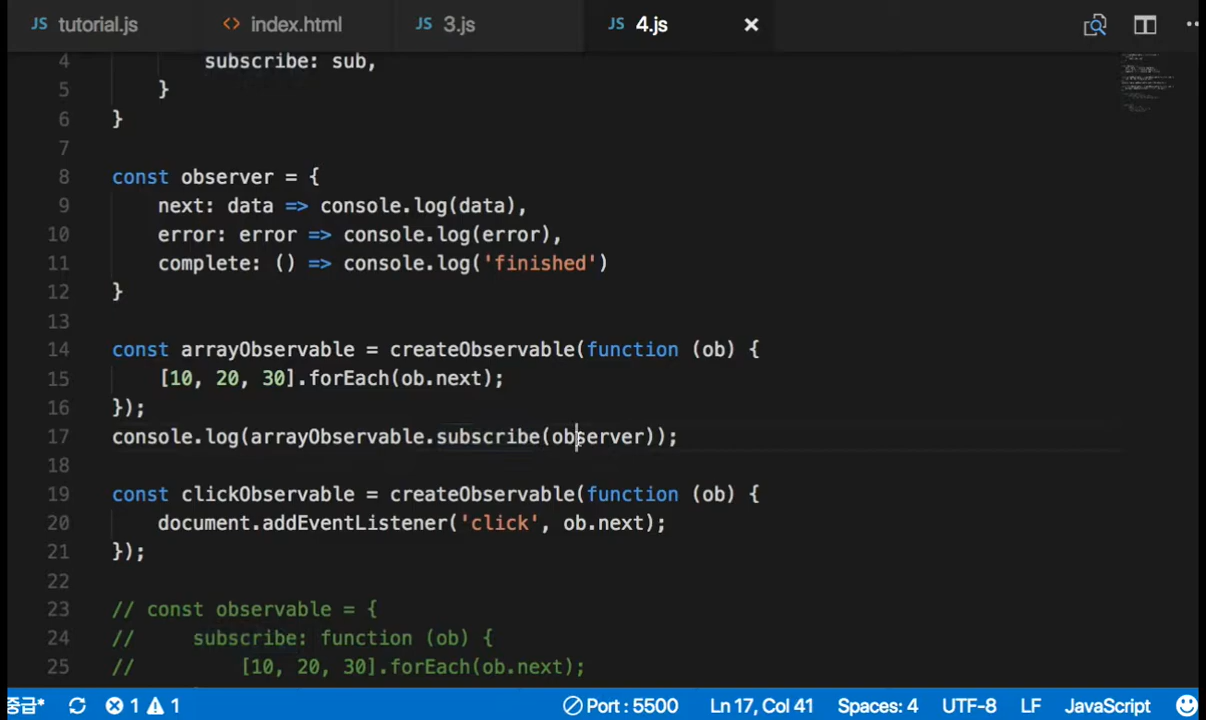 JS tutorial.js <> index.html JS 3.js JS 4.js
4 subscribe: sub,
5 }
6 }
7
8 const observer = {
9 next: data => console.log(data),
10 error: error => console.log(error),
11 complete: () => console.log('finished')
12 }
13
14 const arrayObservable = createObservable(function (ob) {
15 [10, 20, 30].forEach(ob.next);
16 });
17 console.log(arrayObservable.subscribe(observer));
18
19 const clickObservable = createObservable(function (ob) {
20 document.addEventListener('click', ob.next);
21 });
22
23 // const observable = {
24 // subscribe: function (ob) {
25 // [10, 20, 30].forEach(ob.next);
중급* 1 1 Port : 5500 Ln 17, Col 41 Spaces: 4 UTF-8 LF JavaScript